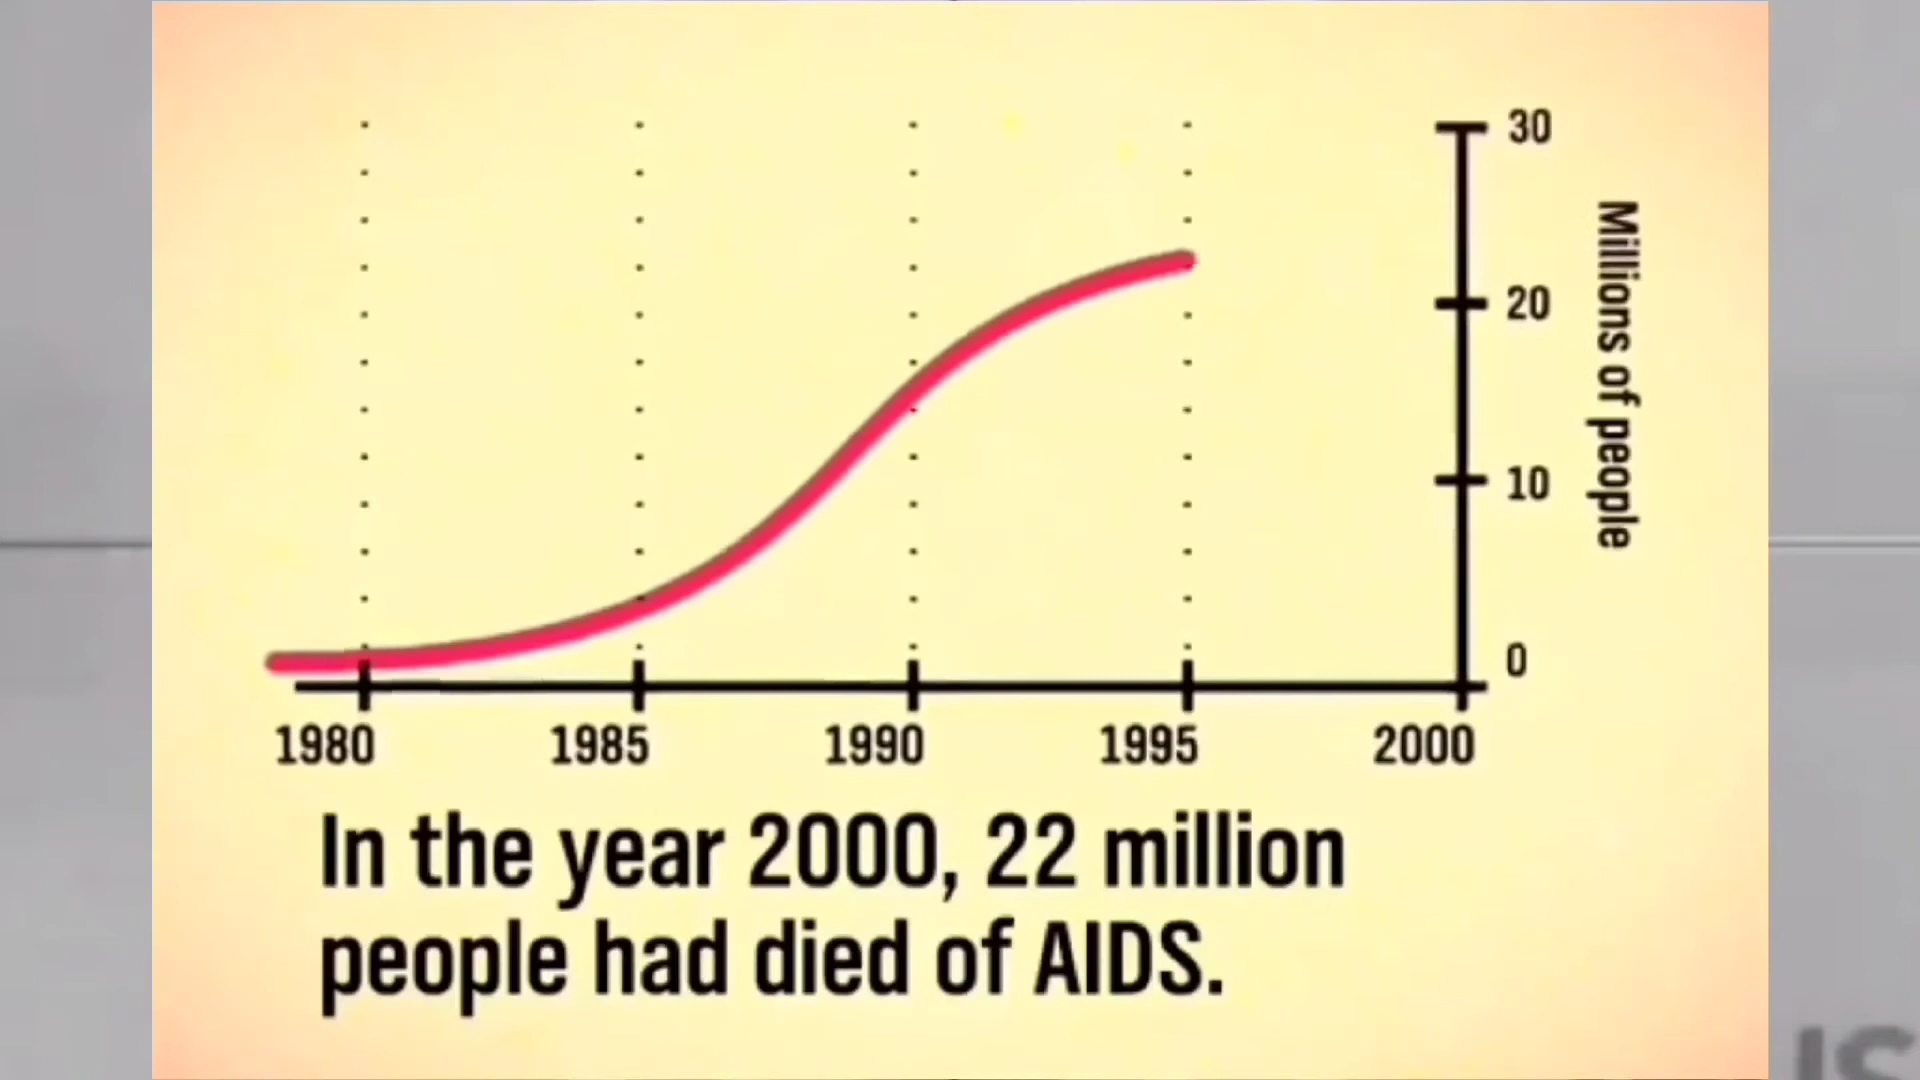 30
20
10
0
Millions of people
1980 1985 1990 1995 2000
In the year 2000, 22 million
people had died of AIDS.
IS